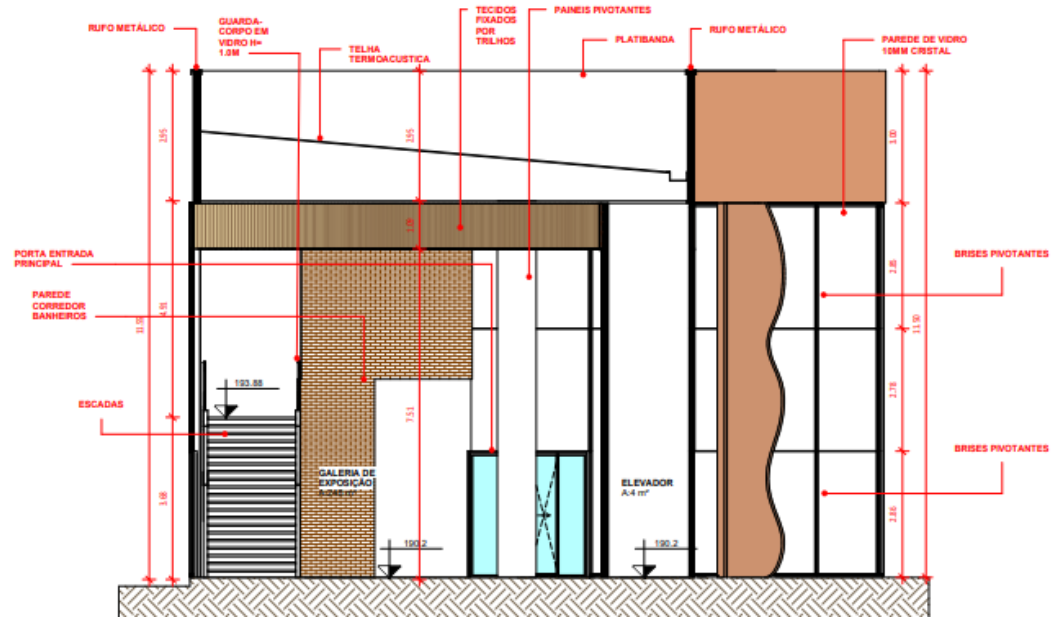 RUFO METÁLICO
GUARDA-
CORPO EM
VIDRO H=
1.0M
TELHA
TERMOACUSTICA
TECIDOS
FIXADOS
POR
TRILHOS
PAINEIS PIVOTANTES
PLATIBANDA
RUFO METÁLICO
PAREDE DE VIDRO
10MM CRISTAL
2.95
2.95
3.00
1.09
PORTA ENTRADA
PRINCIPAL
PAREDE
CORREDOR
BANHEIROS
BRISES PIVOTANTES
2.85
4.91
11.50
2.78
193.88
ESCADAS
7.51
BRISES PIVOTANTES
GALERIA DE
EXPOSIÇÃO
ELEVADOR
A:4 m²
3.68
2.86
190.2
190.2